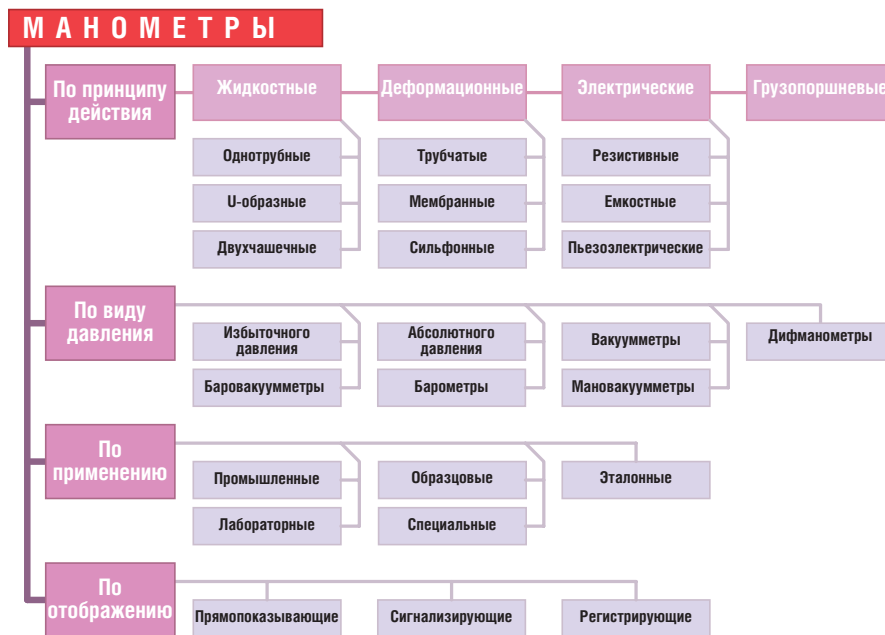 МАНОМЕТРЫ
По принципу
действия
Жидкостные
Деформационные
Электрические
Грузопоршневые
Однотрубные
Трубчатые
Резистивные
U-образные
Мембранные
Емкостные
Двухчашечные
Сильфонные
Пьезоэлектрические
По виду
давления
Избыточного
давления
Абсолютного
давления
Вакуумметры
Дифманометры
Баровакуумметры
Барометры
Мановакуумметры
По
применению
Промышленные
Образцовые
Эталонные
Лабораторные
Специальные
По
отображению
Прямопоказывающие
Сигнализирующие
Регистрирующие